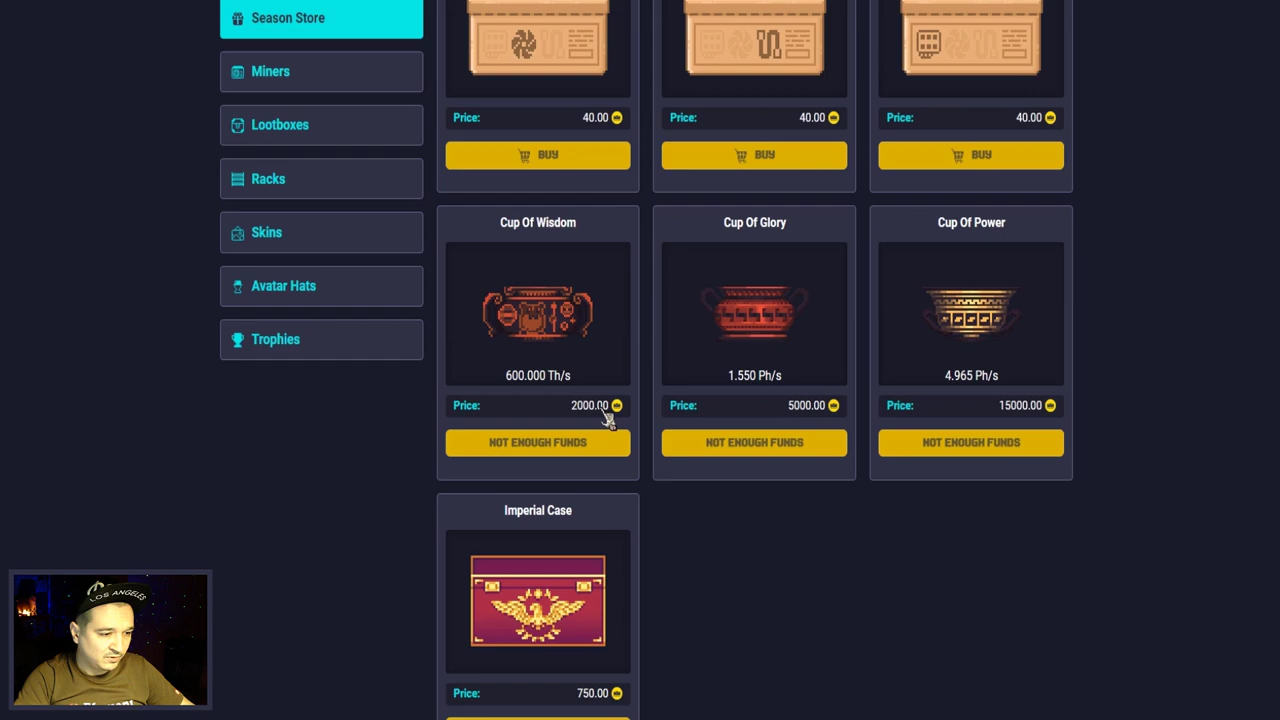 Season Store
Miners
Lootboxes
Racks
Skins
Avatar Hats
Trophies
Price: 40.00
BUY
Price: 40.00
BUY
Price: 40.00
BUY
Cup Of Wisdom
600.000 Th/s
Price: 2000.00
NOT ENOUGH FUNDS
Cup Of Glory
1.550 Ph/s
Price: 5000.00
NOT ENOUGH FUNDS
Cup Of Power
4.965 Ph/s
Price: 15000.00
NOT ENOUGH FUNDS
Imperial Case
Price: 750.00
LOS ANGELES